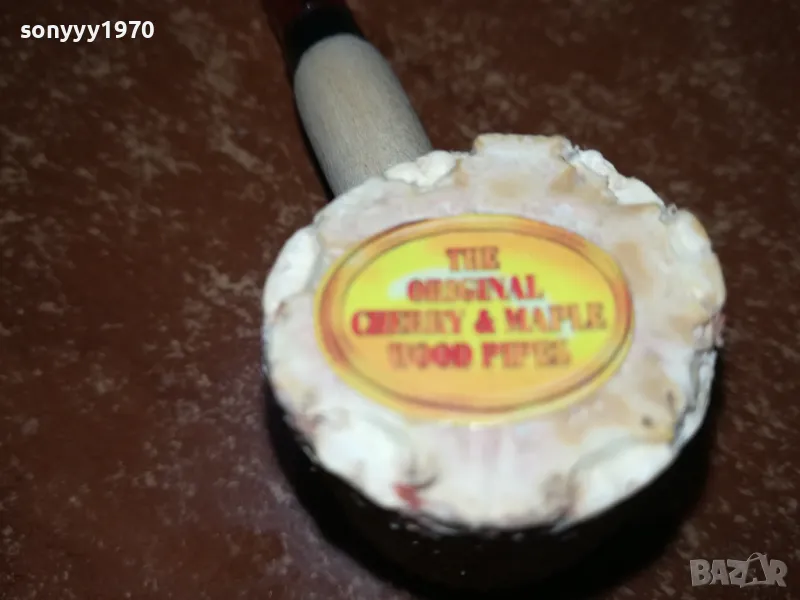 sonyyy1970
THE
ORIGINAL
CHERRY & MAPLE
WOOD PIPES
BAZAR